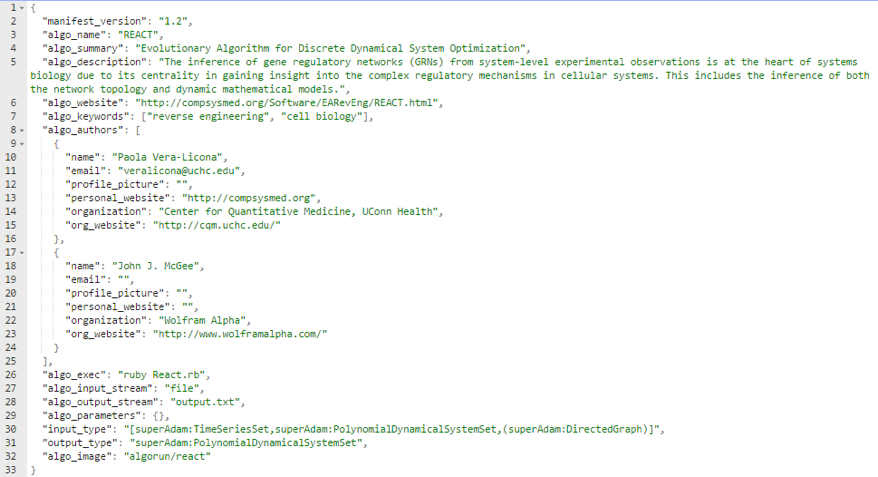 1 {
2 "manifest_version": "1.2",
3 "algo_name": "REACT",
4 "algo_summary": "Evolutionary Algorithm for Discrete Dynamical System Optimization",
5 "algo_description": "The inference of gene regulatory networks (GRNs) from system-level experimental observations is at the heart of systems
biology due to its centrality in gaining insight into the complex regulatory mechanisms in cellular systems. This includes the inference of both
the network topology and dynamic mathematical models.",
6 "algo_website": "http://compsysmed.org/Software/EARevEng/REACT.html",
7 "algo_keywords": ["reverse engineering", "cell biology"],
8 "algo_authors": [
9 {
10 "name": "Paola Vera-Licona",
11 "email": "veralicona@uchc.edu",
12 "profile_picture": "",
13 "personal_website": "http://compsysmed.org",
14 "organization": "Center for Quantitative Medicine, UConn Health",
15 "org_website": "http://cqm.uchc.edu/"
16 },
17 {
18 "name": "John J. McGee",
19 "email": "",
20 "profile_picture": "",
21 "personal_website": "",
22 "organization": "Wolfram Alpha",
23 "org_website": "http://www.wolframalpha.com/"
24 }
25 ],
26 "algo_exec": "ruby React.rb",
27 "algo_input_stream": "file",
28 "algo_output_stream": "output.txt",
29 "algo_parameters": {},
30 "input_type": "[superAdam:TimeSeriesSet,superAdam:PolynomialDynamicalSystemSet,(superAdam:DirectedGraph)]",
31 "output_type": "superAdam:PolynomialDynamicalSystemSet",
32 "algo_image": "algorun/react"
33 }